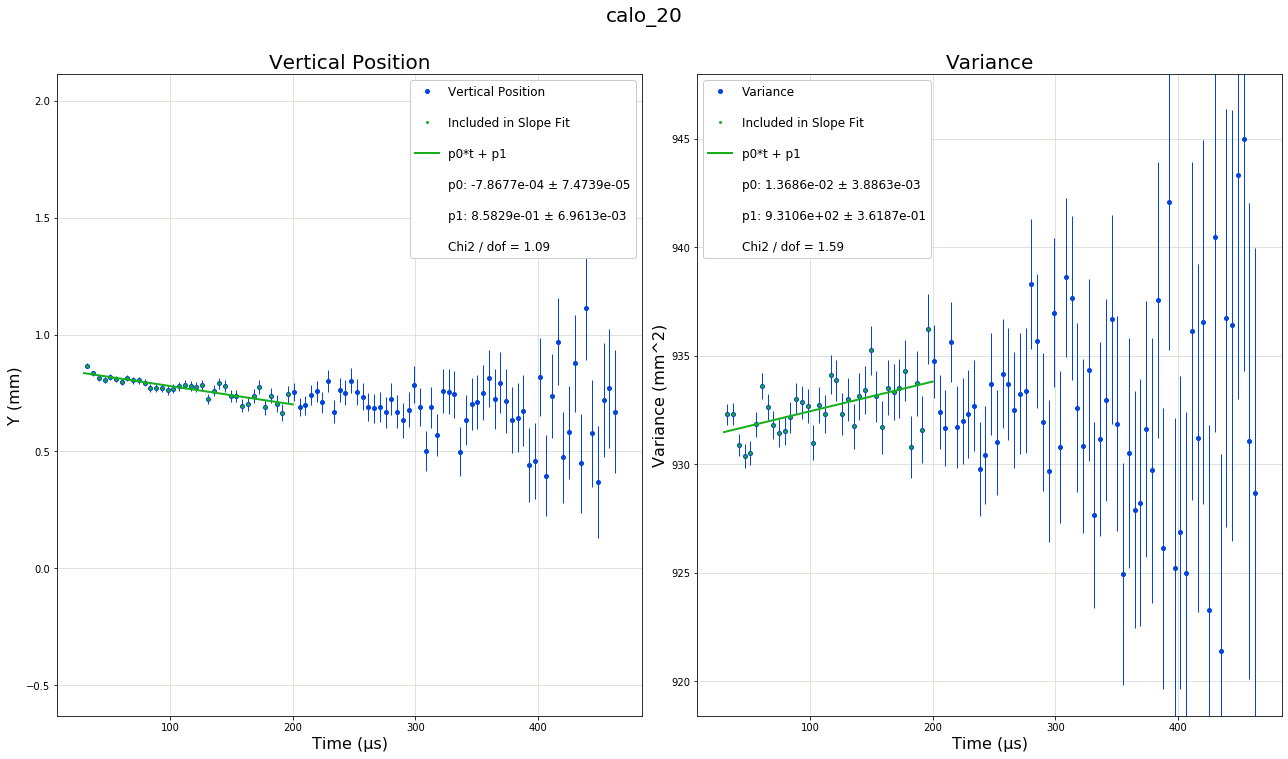 calo_20
Vertical Position
2.0
1.5
1.0
0.5
0.0
−0.5
Y (mm)
100
200
300
400
Time (μs)
Vertical Position
Included in Slope Fit
p0*t + p1
p0: -7.8677e-04 ± 7.4739e-05
p1: 8.5829e-01 ± 6.9613e-03
Chi2 / dof = 1.09
Variance
945
940
935
930
925
920
Variance (mm^2)
100
200
300
400
Time (μs)
Variance
Included in Slope Fit
p0*t + p1
p0: 1.3686e-02 ± 3.8863e-03
p1: 9.3106e+02 ± 3.6187e-01
Chi2 / dof = 1.59